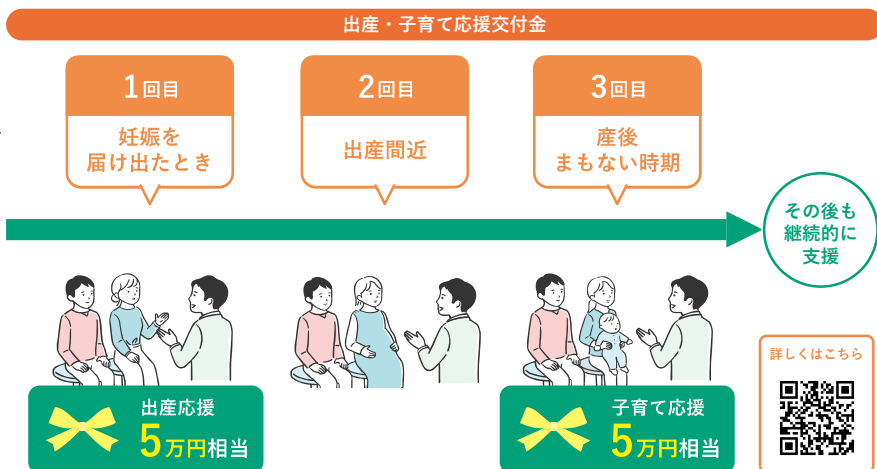 出産・子育て応援交付金
1回目
妊娠を
届け出たとき
2回目
出産間近
3回目
産後
まもない時期
その後も
継続的に
支援
出産応援
5万円相当
子育て応援
5万円相当
詳しくはこちら